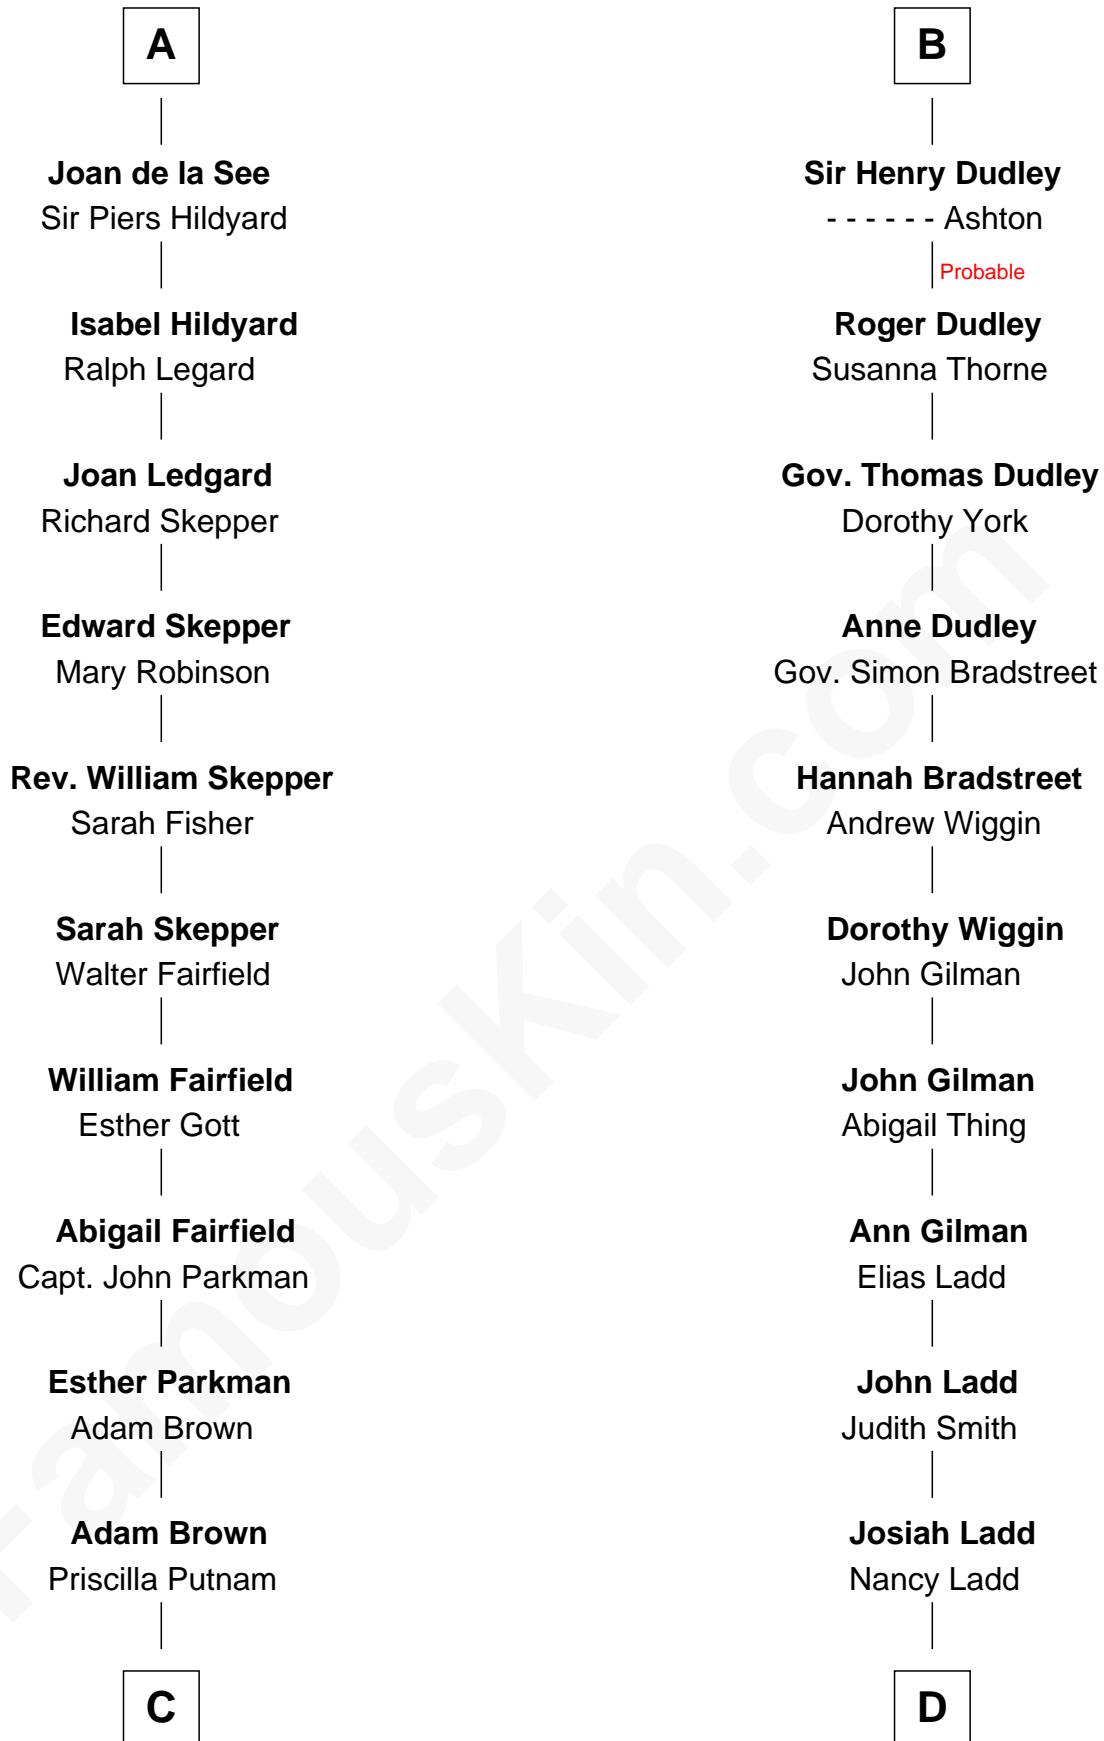 A
Joan de la See
Sir Piers Hildyard
Isabel Hildyard
Ralph Legard
Joan Ledgard
Richard Skepper
Edward Skepper
Mary Robinson
Rev. William Skepper
Sarah Fisher
Sarah Skepper
Walter Fairfield
William Fairfield
Esther Gott
Abigail Fairfield
Capt. John Parkman
Esther Parkman
Adam Brown
Adam Brown
Priscilla Putnam
C
B
Sir Henry Dudley
- - - - - - Ashton
Probable
Roger Dudley
Susanna Thorne
Gov. Thomas Dudley
Dorothy York
Anne Dudley
Gov. Simon Bradstreet
Hannah Bradstreet
Andrew Wiggin
Dorothy Wiggin
John Gilman
John Gilman
Abigail Thing
Ann Gilman
Elias Ladd
John Ladd
Judith Smith
Josiah Ladd
Nancy Ladd
D
FamousKin.com